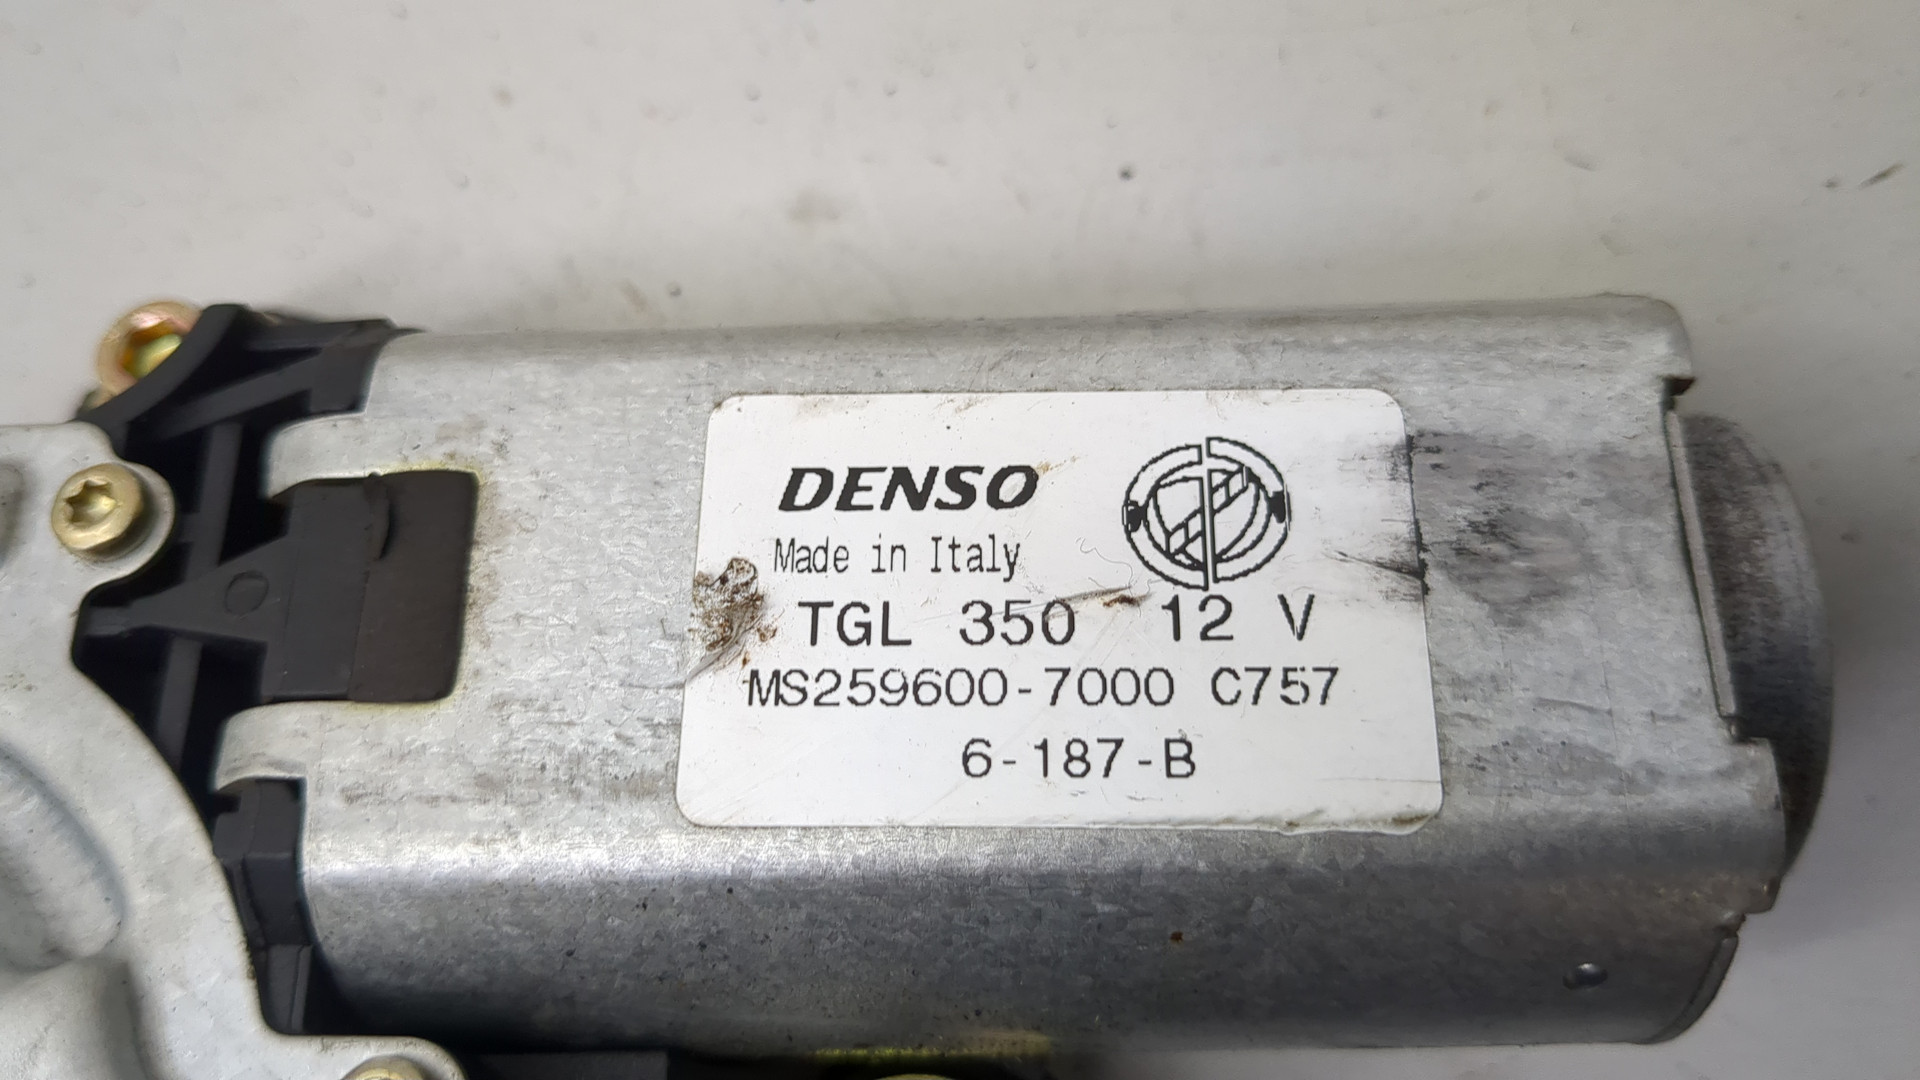 DENSO
Made in Italy
TGL 350 12 V
MS259600-7000 C757
6-187-B